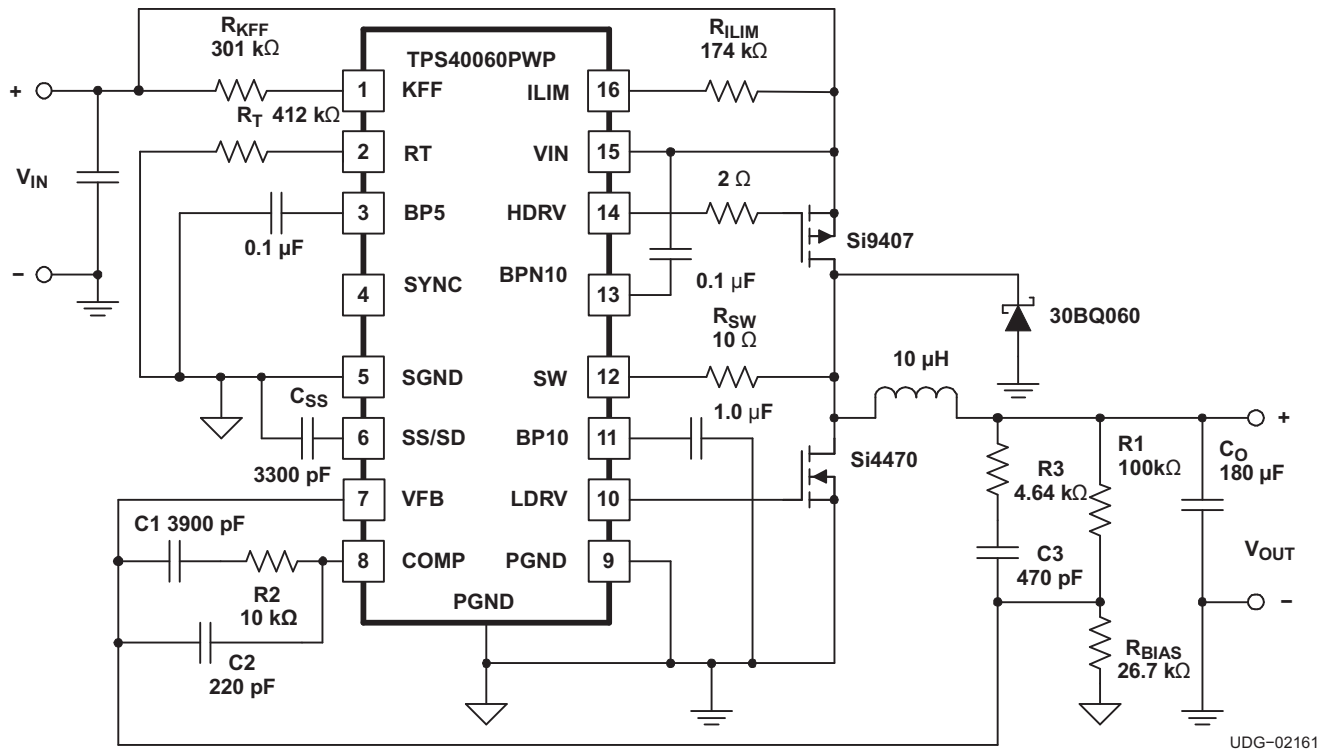 R_KFF
301 kΩ
R_ILIM
174 kΩ
TPS40060PWP
+
1
KFF
ILIM
16
R_T 412 kΩ
2
RT
VIN
15
V_IN
2 Ω
3
BP5
HDRV
14
0.1 µF
Si9407
−
4
SYNC
BPN10
13
0.1 µF
30BQ060
R_SW
10 Ω
10 µH
5
SGND
SW
12
C_SS
1.0 µF
+
6
SS/SD
BP10
11
3300 pF
Si4470
R3
4.64 kΩ
R1
100kΩ
C_O
180 µF
7
VFB
LDRV
10
C1 3900 pF
8
COMP
PGND
9
C3
470 pF
V_OUT
R2
10 kΩ
PGND
−
C2
220 pF
R_BIAS
26.7 kΩ
UDG−02161